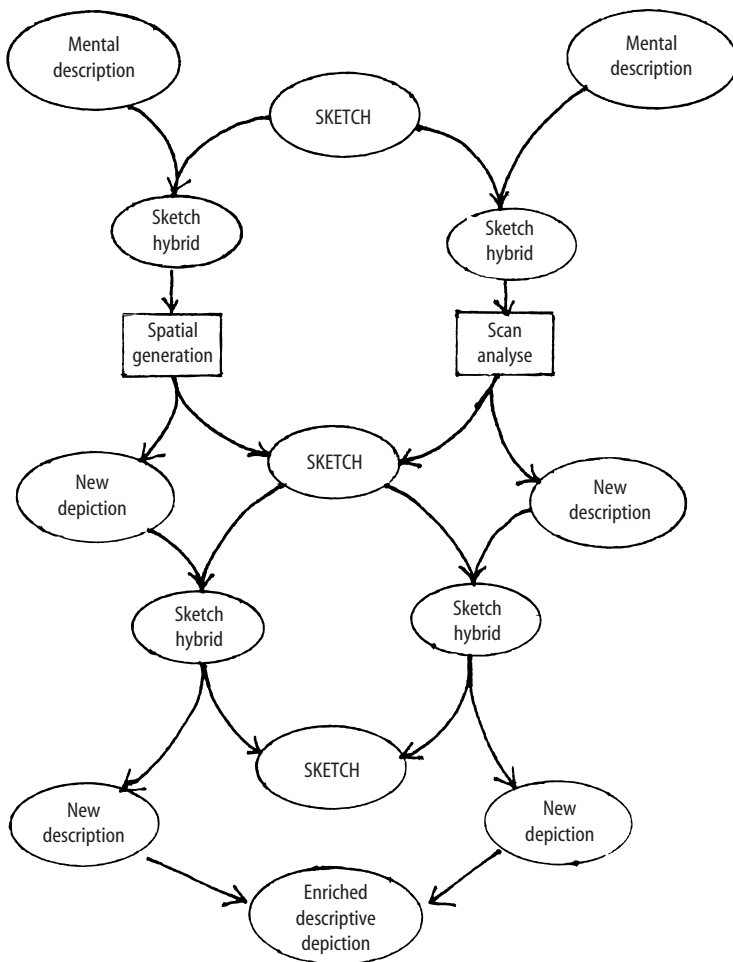 Mental
description
Mental
description
SKETCH
Sketch
hybrid
Sketch
hybrid
Spatial
generation
Scan
analyse
SKETCH
New
depiction
New
description
Sketch
hybrid
Sketch
hybrid
SKETCH
New
description
New
depiction
Enriched
descriptive
depiction